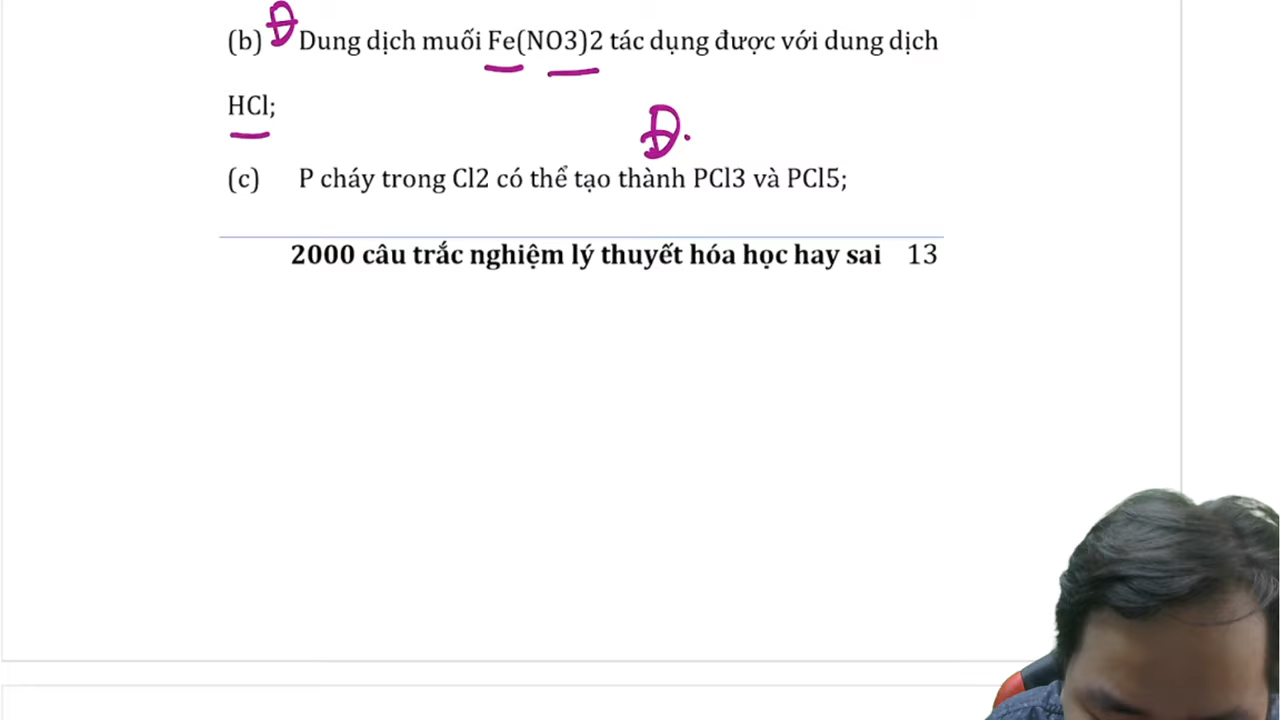 (b) Đ Dung dịch muối Fe(NO3)2 tác dụng được với dung dịch
HCl;
Đ.
(c) P cháy trong Cl2 có thể tạo thành PCl3 và PCl5;
2000 câu trắc nghiệm lý thuyết hóa học hay sai 13